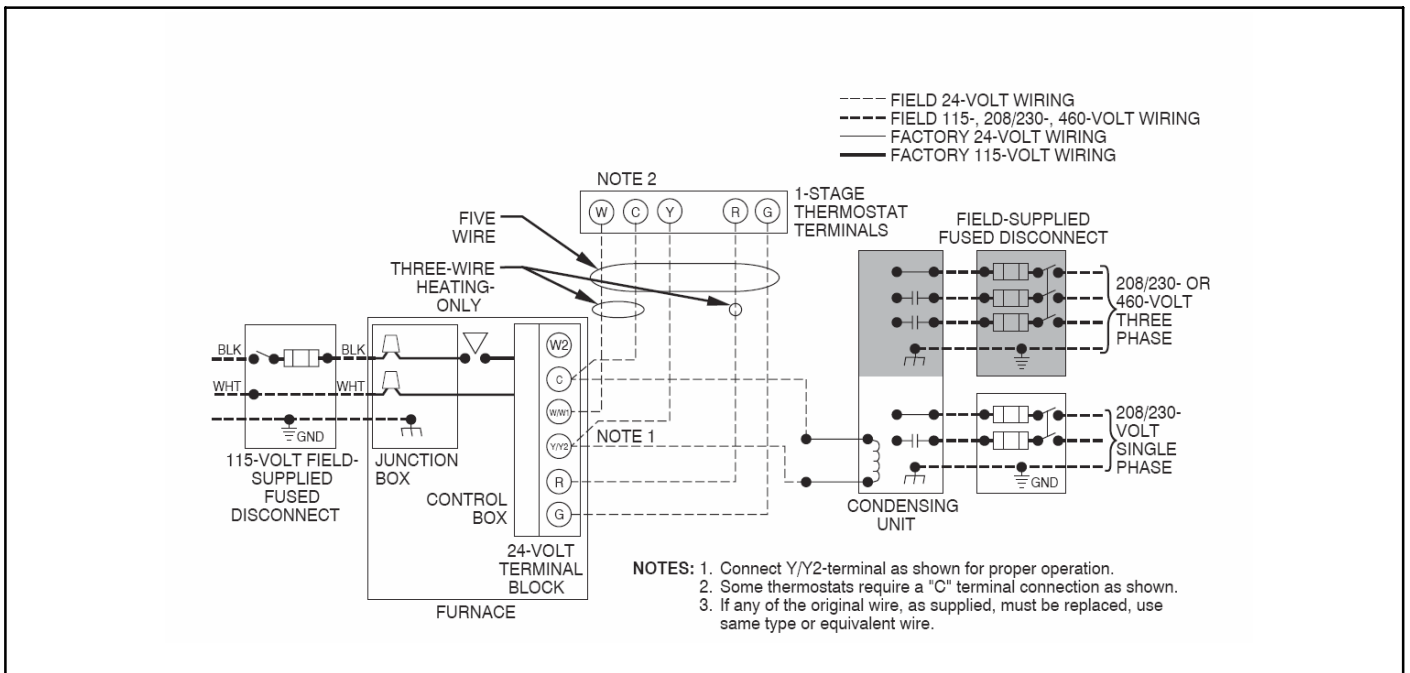 FIELD 24-VOLT WIRING
FIELD 115-, 208/230-, 460-VOLT WIRING
FACTORY 24-VOLT WIRING
FACTORY 115-VOLT WIRING
NOTE 2
W C Y R G
1-STAGE
THERMOSTAT
TERMINALS
FIVE
WIRE
THREE-WIRE
HEATING-
ONLY
FIELD-SUPPLIED
FUSED DISCONNECT
208/230- OR
460-VOLT
THREE
PHASE
BLK
BLK
WHT
WHT
GND
W2
C
W/W1
Y/Y2
R
G
NOTE 1
208/230-
VOLT
SINGLE
PHASE
GND
115-VOLT FIELD-
SUPPLIED
FUSED
DISCONNECT
JUNCTION
BOX
CONTROL
BOX
24-VOLT
TERMINAL
BLOCK
FURNACE
CONDENSING
UNIT
NOTES: 1. Connect Y/Y2-terminal as shown for proper operation.
2. Some thermostats require a "C" terminal connection as shown.
3. If any of the original wire, as supplied, must be replaced, use
same type or equivalent wire.